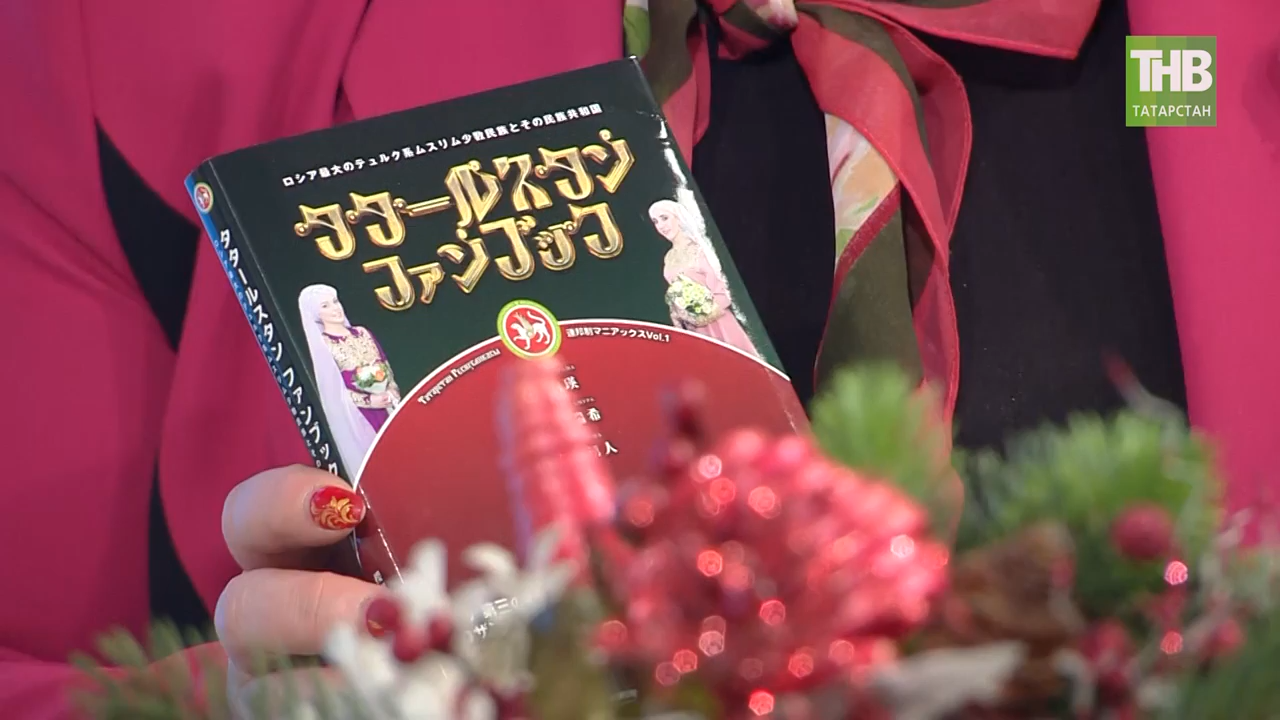 ТНВ
ТАТАРСТАН
ロシア最大のテュルク系ムスリム少数民族とその民族共和国
タタールスタン
ファンブック
連邦制マニアックスVol.1
タタールスタンファンブック
瑛
希
人